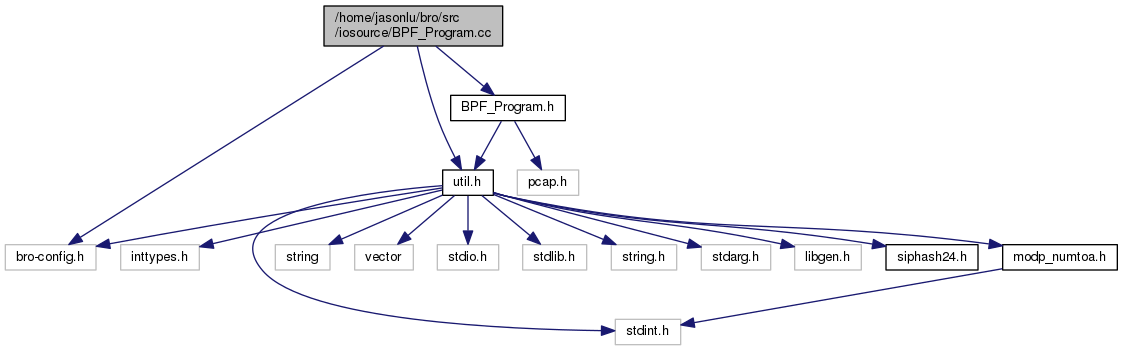 /home/jasonlu/bro/src
/iosource/BPF_Program.cc
BPF_Program.h
util.h
pcap.h
bro-config.h
inttypes.h
string
vector
stdio.h
stdlib.h
string.h
stdarg.h
libgen.h
siphash24.h
modp_numtoa.h
stdint.h